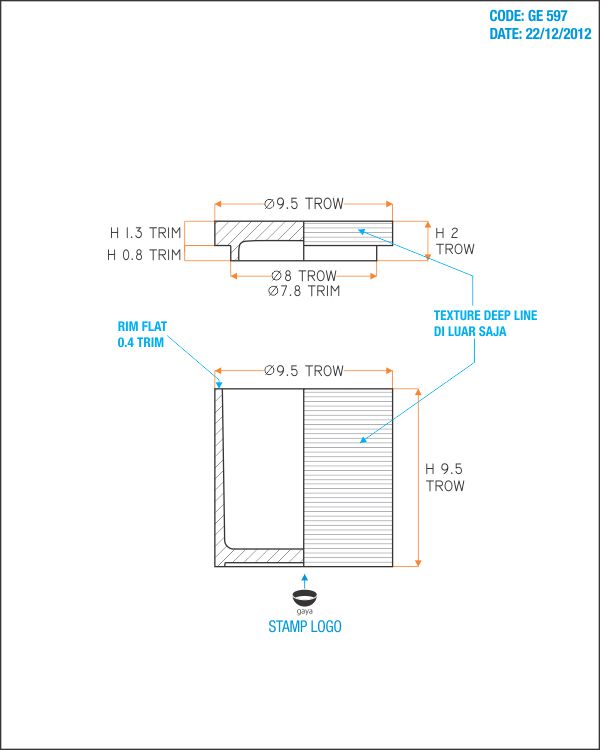 CODE: GE 597
DATE: 22/12/2012
Ø9.5 TROW
H 1.3 TRIM
H 0.8 TRIM
H 2
TROW
Ø8 TROW
Ø7.8 TRIM
RIM FLAT
0.4 TRIM
TEXTURE DEEP LINE
DI LUAR SAJA
Ø9.5 TROW
H 9.5
TROW
gaya
STAMP LOGO